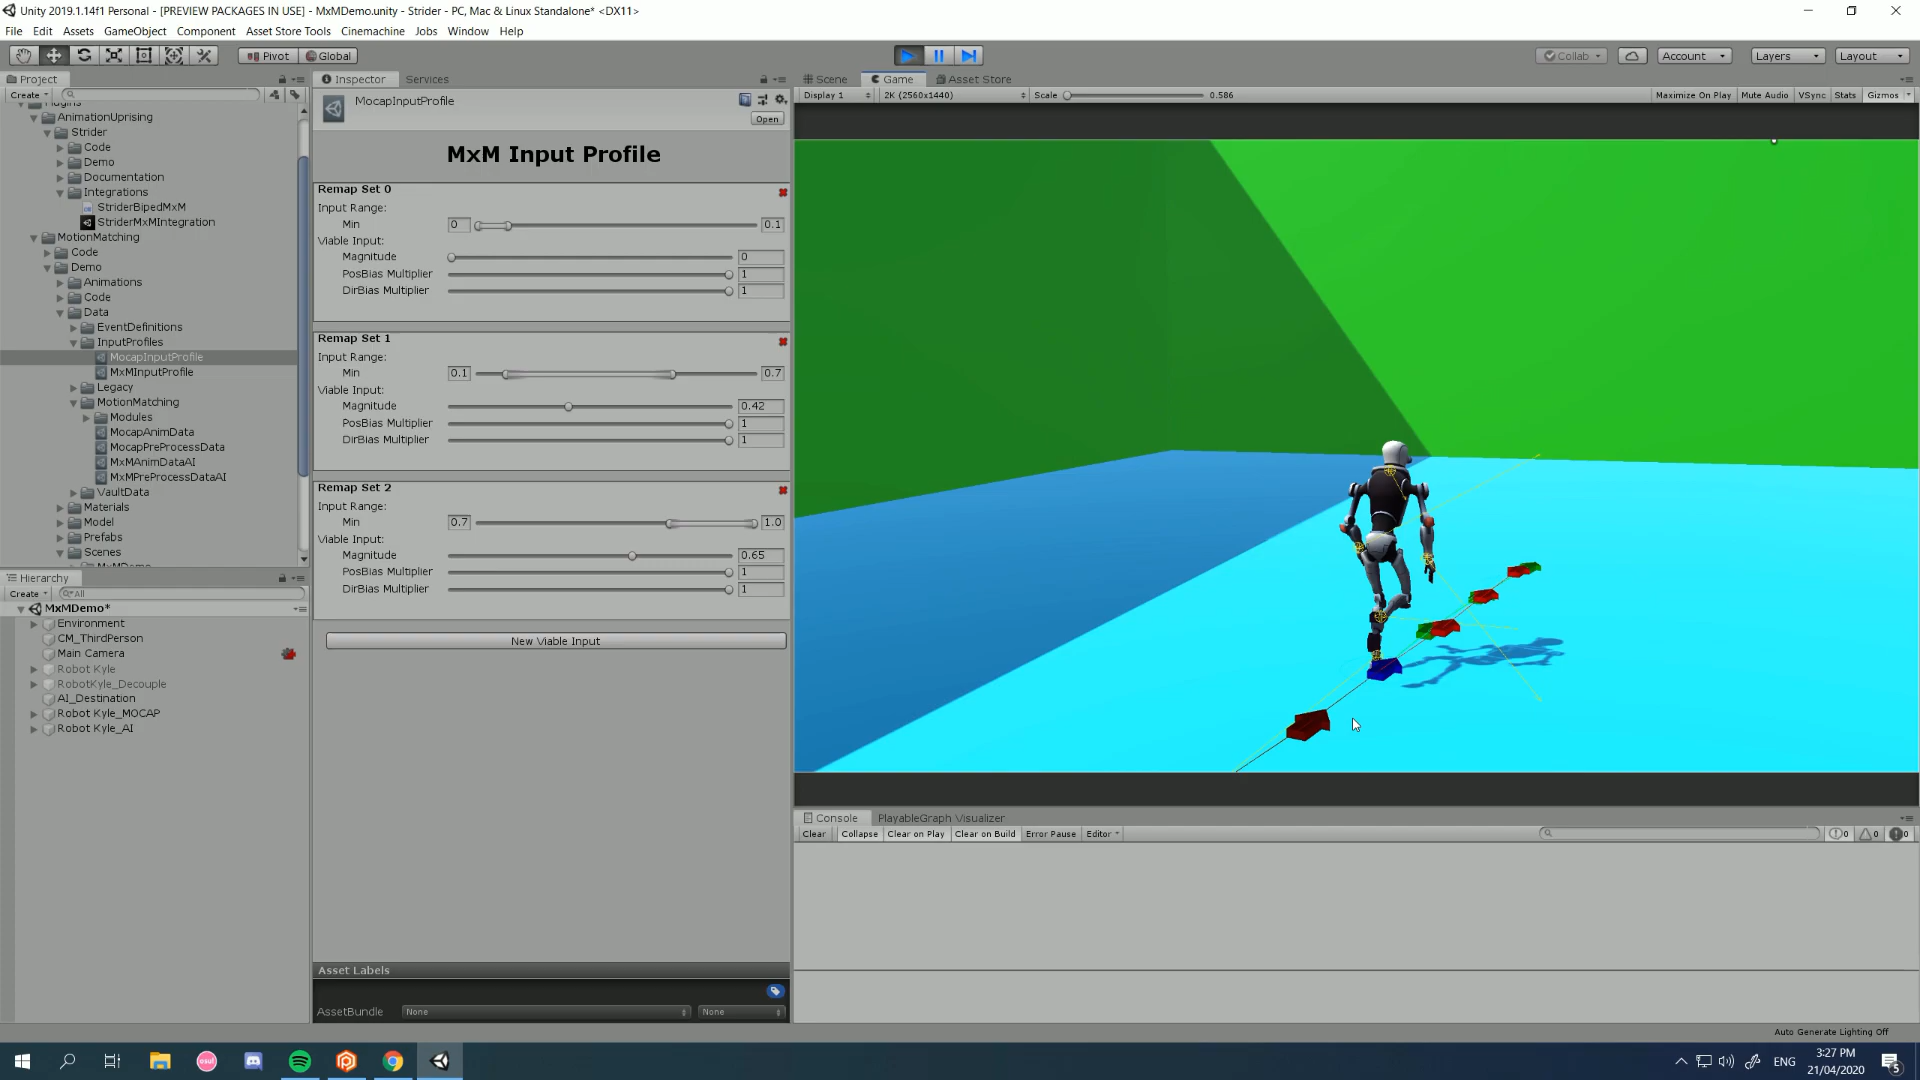 Unity 2019.1.14f1 Personal - [PREVIEW PACKAGES IN USE] - MxMDemo.unity - Strider - PC, Mac & Linux Standalone* <DX11>
File Edit Assets GameObject Component Asset Store Tools Cinemachine Jobs Window Help
Pivot Global Collab Account Layers Layout
Project
Create
AnimationUprising
Strider
Code
Demo
Documentation
Integrations
StriderBipedMxM
StriderMxMIntegration
MotionMatching
Code
Demo
Animations
Code
Data
EventDefinitions
InputProfiles
MocapInputProfile
MxMInputProfile
Legacy
MotionMatching
Modules
MocapAnimData
MocapPreProcessData
MxMAnimDataAI
MxMPreProcessDataAI
VaultData
Materials
Model
Prefabs
Scenes
Hierarchy
Create All
MxMDemo*
Environment
CM_ThirdPerson
Main Camera
Robot Kyle
RobotKyle_Decouple
AI_Destination
Robot Kyle_MOCAP
Robot Kyle_AI
Inspector Services
MocapInputProfile
Open
MxM Input Profile
Remap Set 0
Input Range:
Min 0 0.1
Viable Input:
Magnitude 0
PosBias Multiplier 1
DirBias Multiplier 1
Remap Set 1
Input Range:
Min 0.1 0.7
Viable Input:
Magnitude 0.42
PosBias Multiplier 1
DirBias Multiplier 1
Remap Set 2
Input Range:
Min 0.7 1.0
Viable Input:
Magnitude 0.65
PosBias Multiplier 1
DirBias Multiplier 1
New Viable Input
Asset Labels
AssetBundle None None
Scene Game Asset Store
Display 1 2K (2560x1440) Scale 0.586 Maximize On Play Mute Audio VSync Stats Gizmos
Console PlayableGraph Visualizer
Clear Collapse Clear on Play Clear on Build Error Pause Editor 0 0 0
Auto Generate Lighting Off
osu!
ENG 3:27 PM
21/04/2020
5